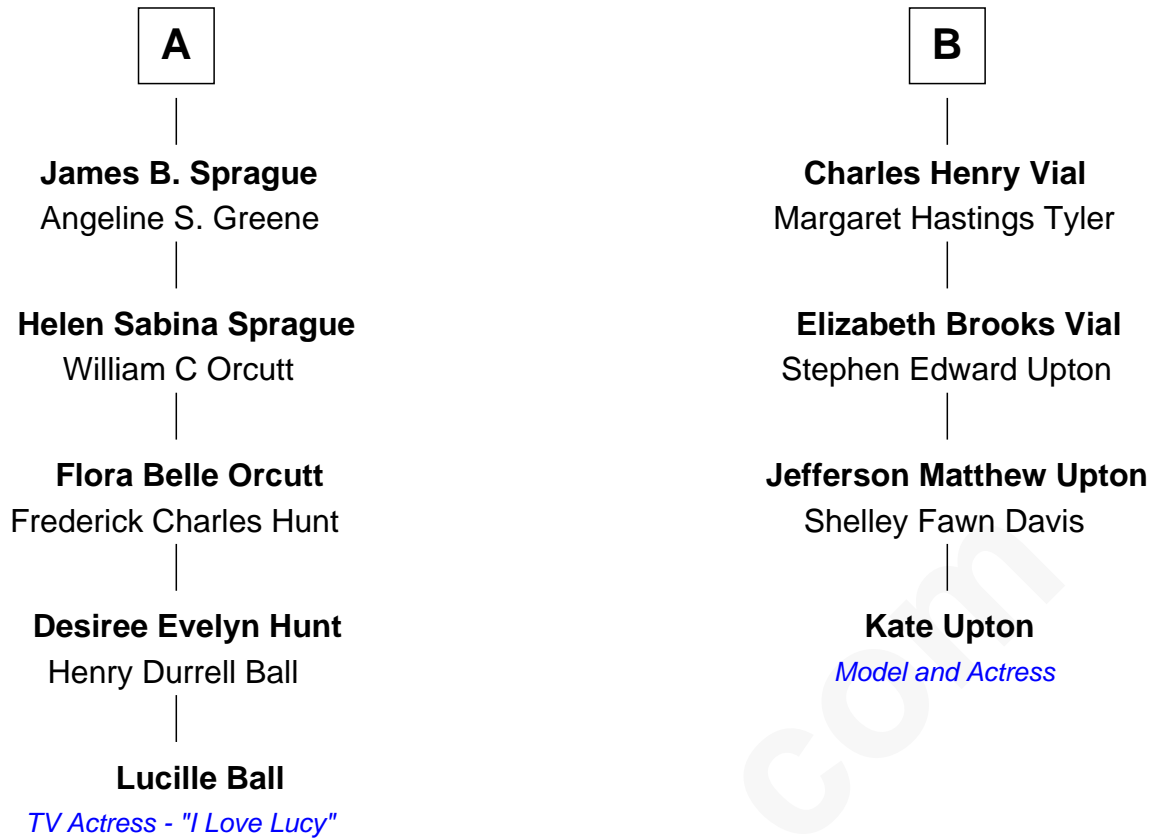 A
James B. Sprague
Angeline S. Greene
Helen Sabina Sprague
William C Orcutt
Flora Belle Orcutt
Frederick Charles Hunt
Desiree Evelyn Hunt
Henry Durrell Ball
Lucille Ball
TV Actress - "I Love Lucy"
B
Charles Henry Vial
Margaret Hastings Tyler
Elizabeth Brooks Vial
Stephen Edward Upton
Jefferson Matthew Upton
Shelley Fawn Davis
Kate Upton
Model and Actress
com